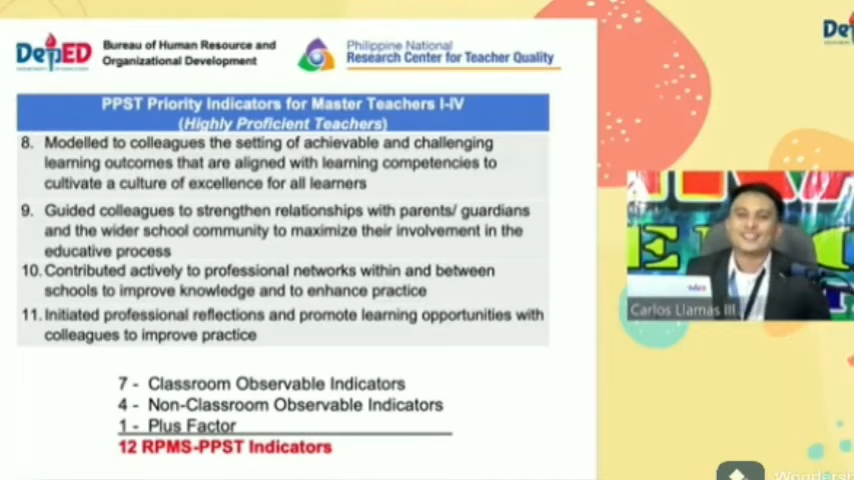 DepED
Bureau of Human Resource and
Organizational Development
Philippine National
Research Center for Teacher Quality
PPST Priority Indicators for Master Teachers I-IV
(Highly Proficient Teachers)
8. Modelled to colleagues the setting of achievable and challenging
learning outcomes that are aligned with learning competencies to
cultivate a culture of excellence for all learners
9. Guided colleagues to strengthen relationships with parents/ guardians
and the wider school community to maximize their involvement in the
educative process
10. Contributed actively to professional networks within and between
schools to improve knowledge and to enhance practice
11. Initiated professional reflections and promote learning opportunities with
colleagues to improve practice
7 - Classroom Observable Indicators
4 - Non-Classroom Observable Indicators
1 - Plus Factor
12 RPMS-PPST Indicators
Carlos Llamas III